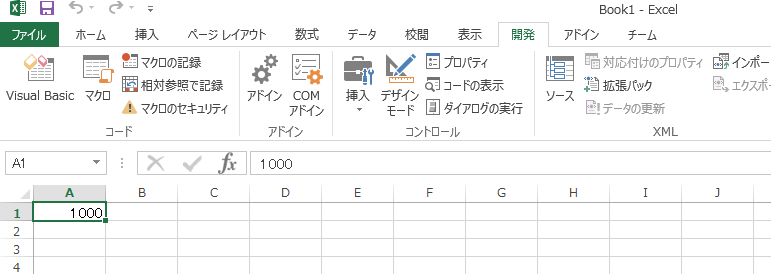 Book1 - Excel
ファイル ホーム 挿入 ページ レイアウト 数式 データ 校閲 表示 開発 アドイン チーム
Visual Basic マクロ マクロの記録 相対参照で記録 マクロのセキュリティ
アドイン COM アドイン
挿入 デザイン モード プロパティ コードの表示 ダイアログの実行
ソース 対応付けのプロパティ 拡張パック データの更新 インポー エクスポ
コード アドイン コントロール XML
A1 fx 1000
A B C D E F G H I J
1 1000
2
3
4